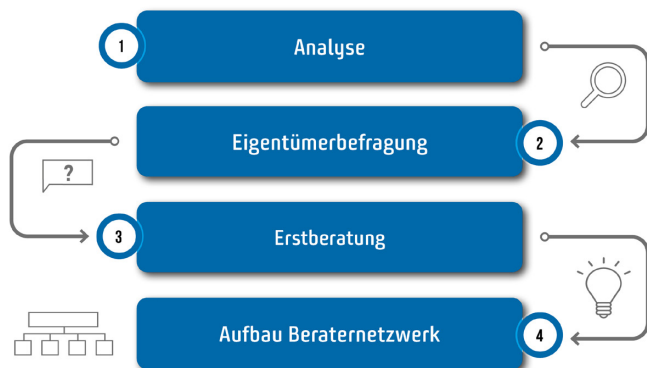 1
Analyse
Eigentümerbefragung
2
?
3
Erstberatung
Aufbau Beraternetzwerk
4